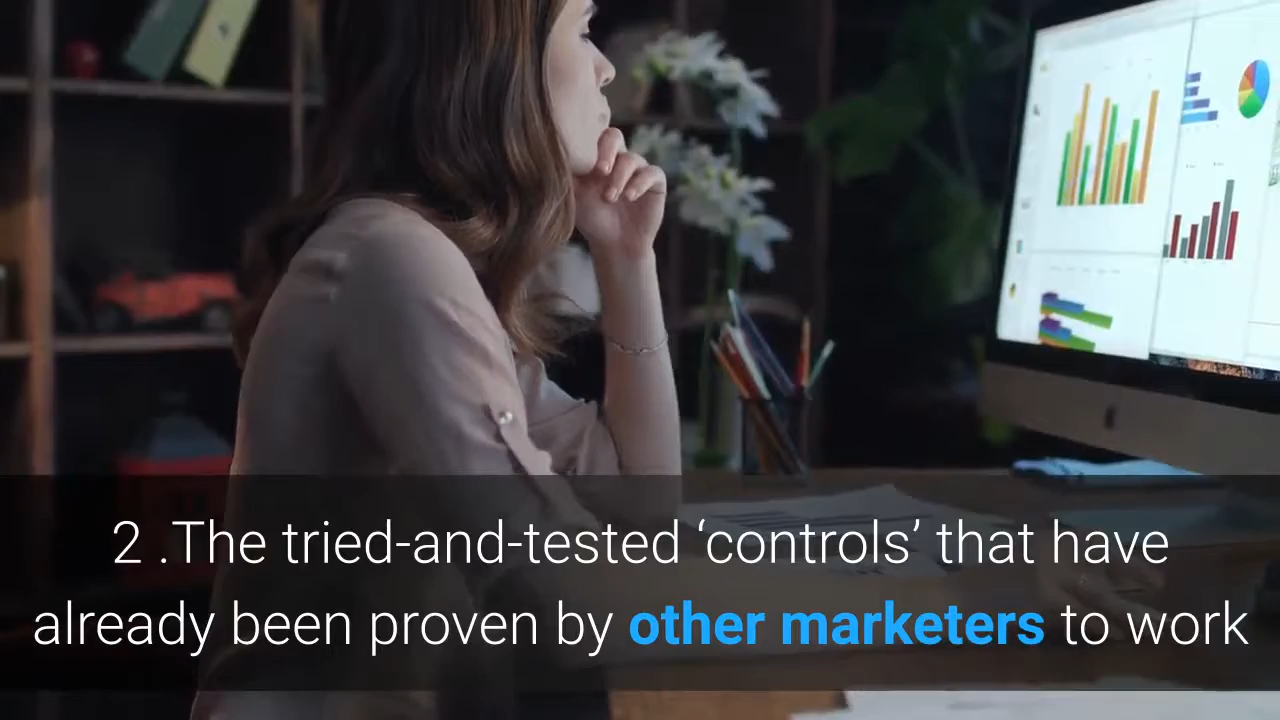 2 .The tried-and-tested ‘controls’ that have
already been proven by other marketers to work